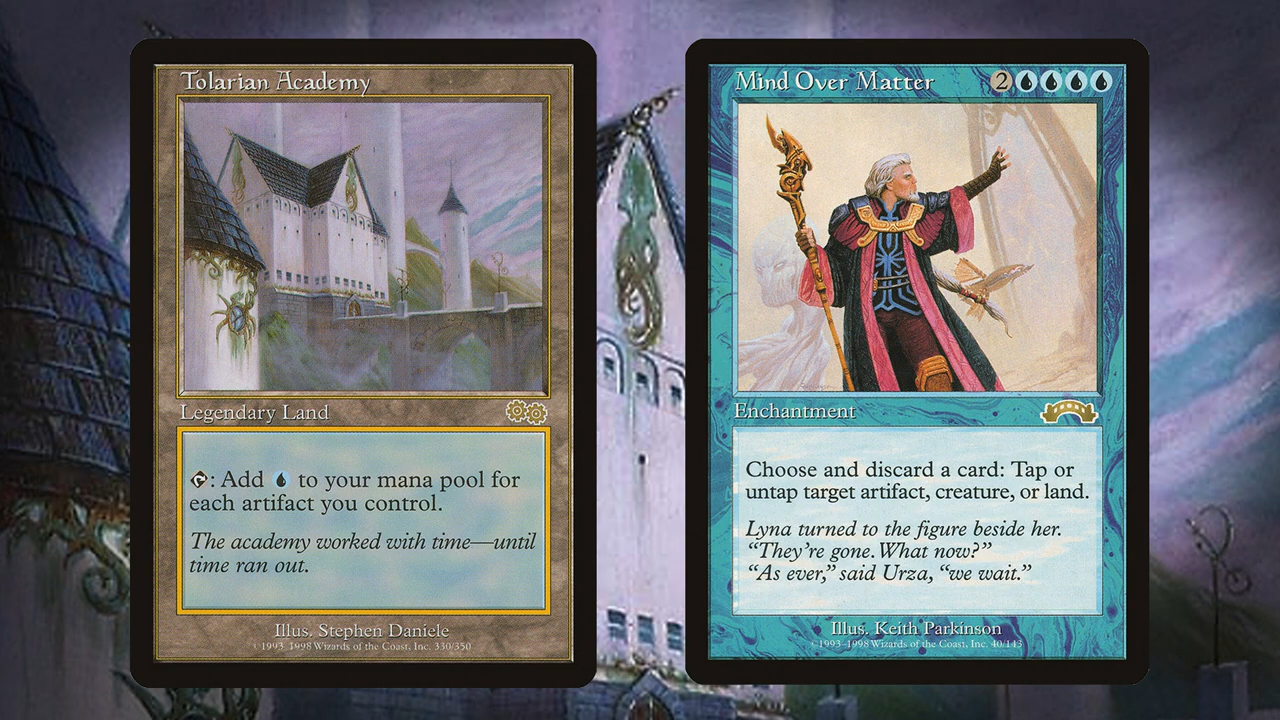 Tolarian Academy
Legendary Land
: Add to your mana pool for
each artifact you control.
The academy worked with time—until
time ran out.
Illus. Stephen Daniele
©1993–1998 Wizards of the Coast, Inc. 330/350
Mind Over Matter 2
Enchantment
Choose and discard a card: Tap or
untap target artifact, creature, or land.
Lyna turned to the figure beside her.
“They’re gone. What now?”
“As ever,” said Urza, “we wait.”
Illus. Keith Parkinson
©1993–1998 Wizards of the Coast, Inc. 40/143